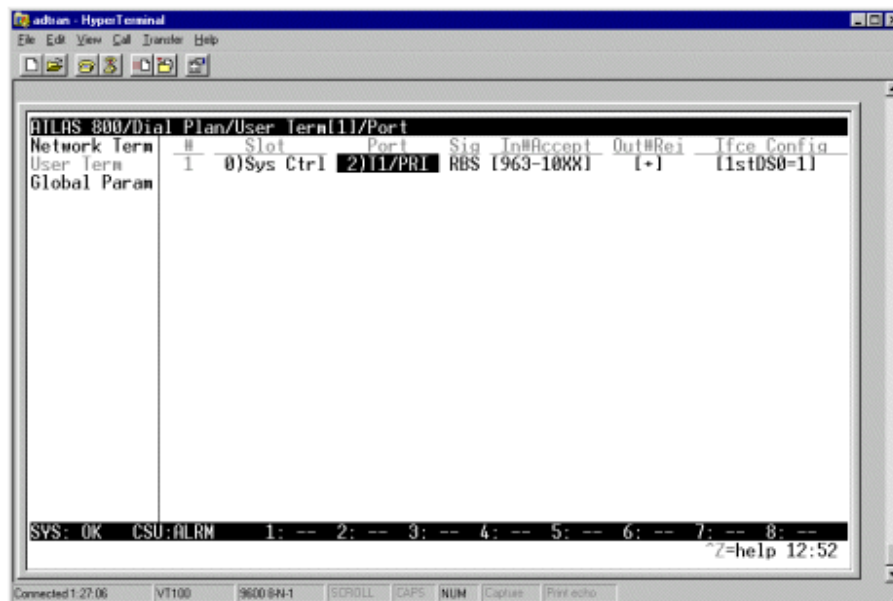 adtran - HyperTerminal
File Edit View Call Transfer Help
ATLAS 800/Dial Plan/User Term[1]/Port
Network Term # Slot Port Sig In#Accept Out#Rej Ifce Config
User Term 1 0)Sys Ctrl 2)T1/PRI RBS [963-10XX] [+] [1stDS0=1]
Global Param
SYS: OK CSU:ALRM 1: -- 2: -- 3: -- 4: -- 5: -- 6: -- 7: -- 8: --
^Z=help 12:52
Connected 1:27:06 VT100 9600 8-N-1 SCROLL CAPS NUM Capture Print echo